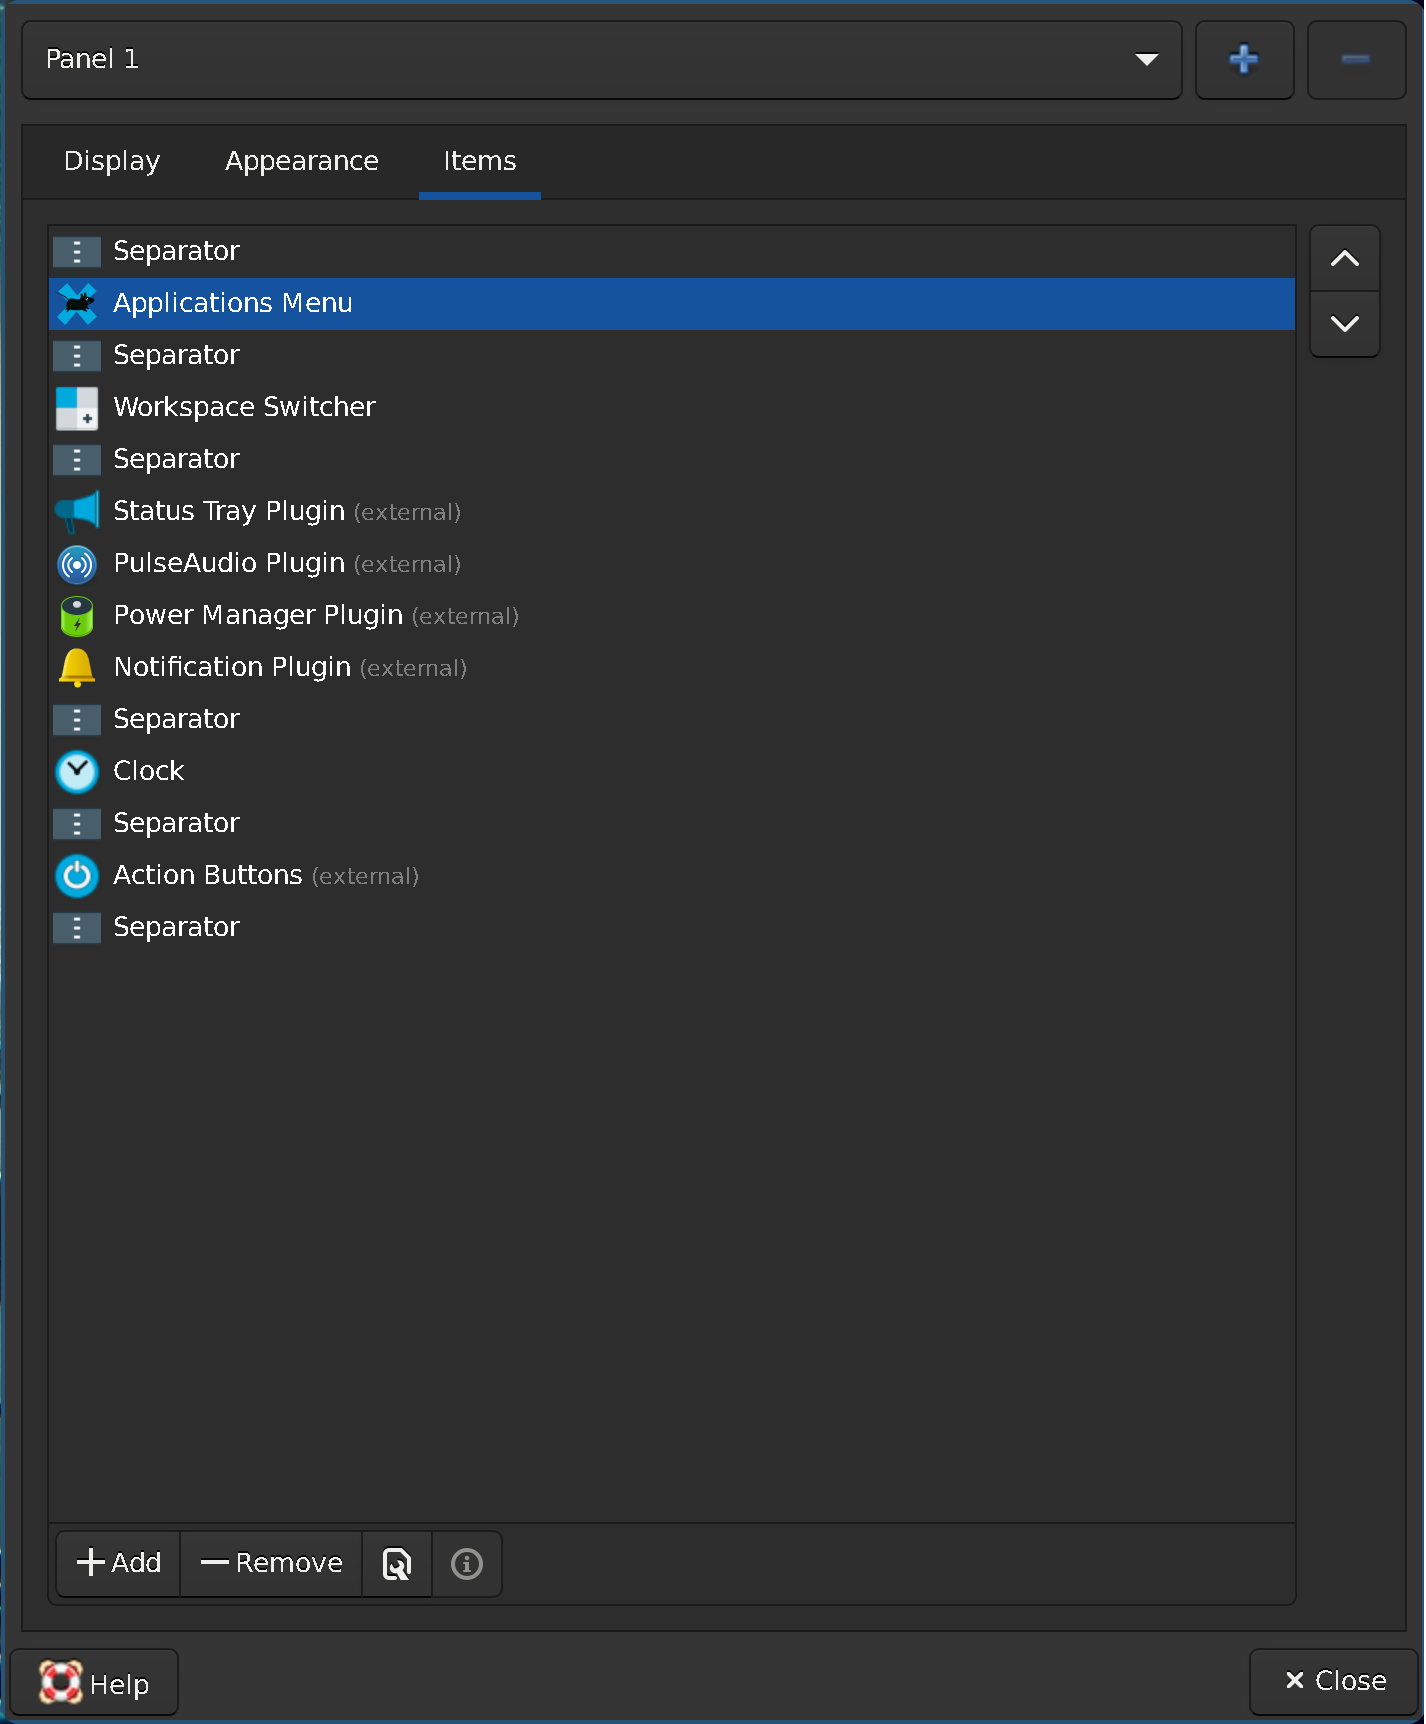 Panel 1
Display Appearance Items
Separator
Applications Menu
Separator
Workspace Switcher
Separator
Status Tray Plugin (external)
PulseAudio Plugin (external)
Power Manager Plugin (external)
Notification Plugin (external)
Separator
Clock
Separator
Action Buttons (external)
Separator
Add Remove
Help Close